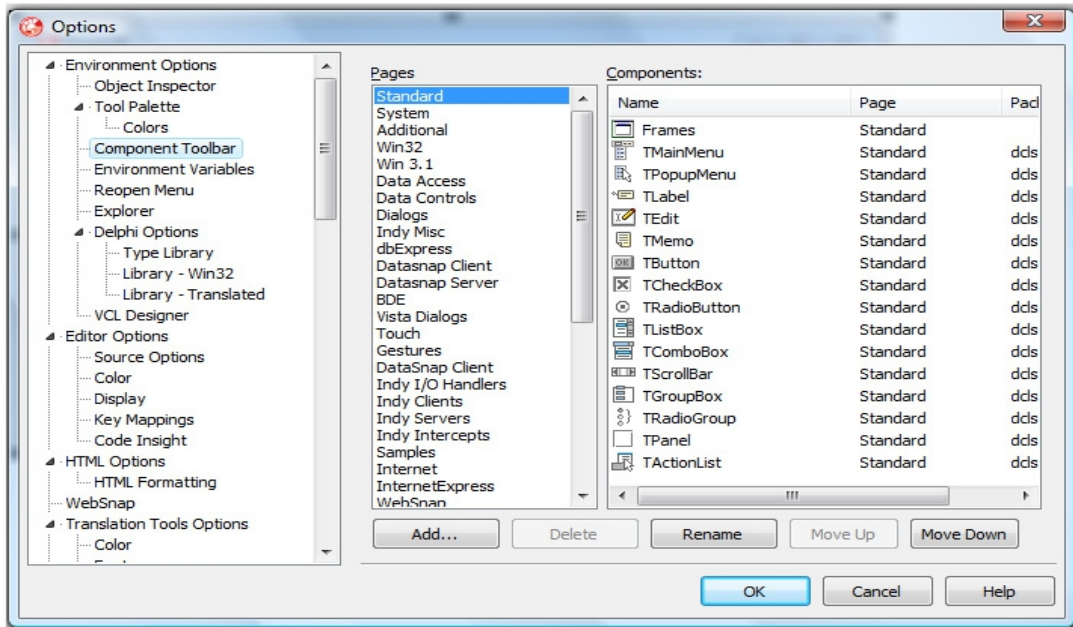 Options
Environment Options
Object Inspector
Tool Palette
Colors
Component Toolbar
Environment Variables
Reopen Menu
Explorer
Delphi Options
Type Library
Library - Win32
Library - Translated
VCL Designer
Editor Options
Source Options
Color
Display
Key Mappings
Code Insight
HTML Options
HTML Formatting
WebSnap
Translation Tools Options
Color
Pages
Standard
System
Additional
Win32
Win 3.1
Data Access
Data Controls
Dialogs
Indy Misc
dbExpress
Datasnap Client
Datasnap Server
BDE
Vista Dialogs
Touch
Gestures
DataSnap Client
Indy I/O Handlers
Indy Clients
Indy Servers
Indy Intercepts
Samples
Internet
InternetExpress
WebSnap
Components:
Name Page Pacl
Frames Standard
TMainMenu Standard dcls
TPopupMenu Standard dcls
TLabel Standard dcls
TEdit Standard dcls
TMemo Standard dcls
OK TButton Standard dcls
TCheckBox Standard dcls
TRadioButton Standard dcls
TListBox Standard dcls
TComboBox Standard dcls
TScrollBar Standard dcls
TGroupBox Standard dcls
TRadioGroup Standard dcls
TPanel Standard dcls
TActionList Standard dcls
Add... Delete Rename Move Up Move Down
OK Cancel Help